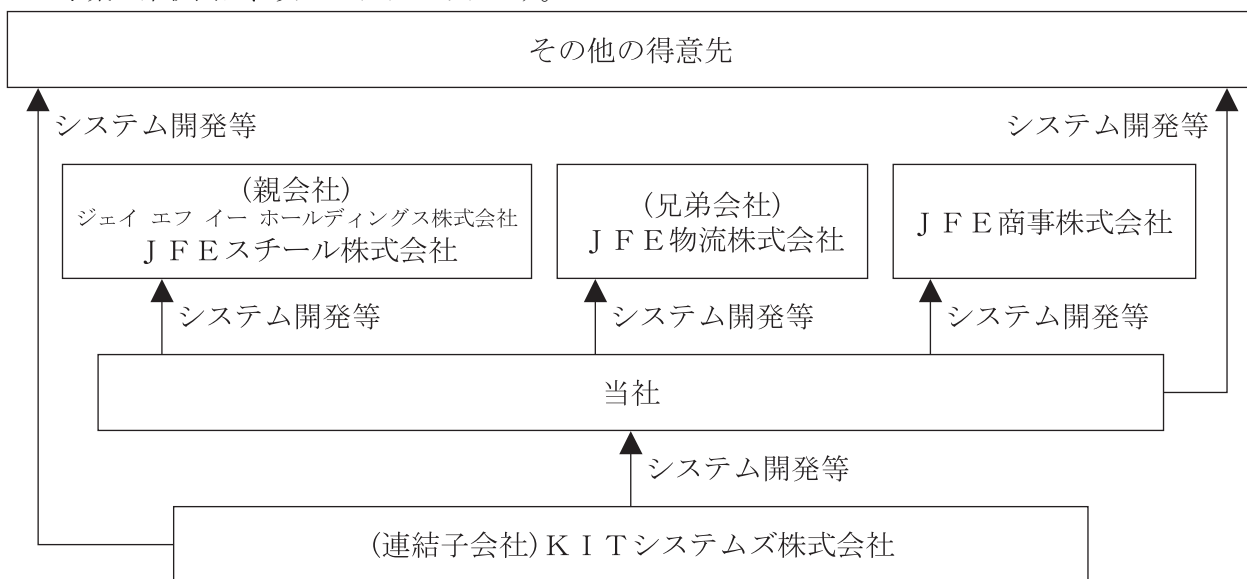 その他の得意先
システム開発等
システム開発等
(親会社)
ジェイ エフ イー ホールディングス株式会社
ＪＦＥスチール株式会社
(兄弟会社)
ＪＦＥ物流株式会社
ＪＦＥ商事株式会社
システム開発等
システム開発等
システム開発等
当社
システム開発等
(連結子会社)ＫＩＴシステムズ株式会社